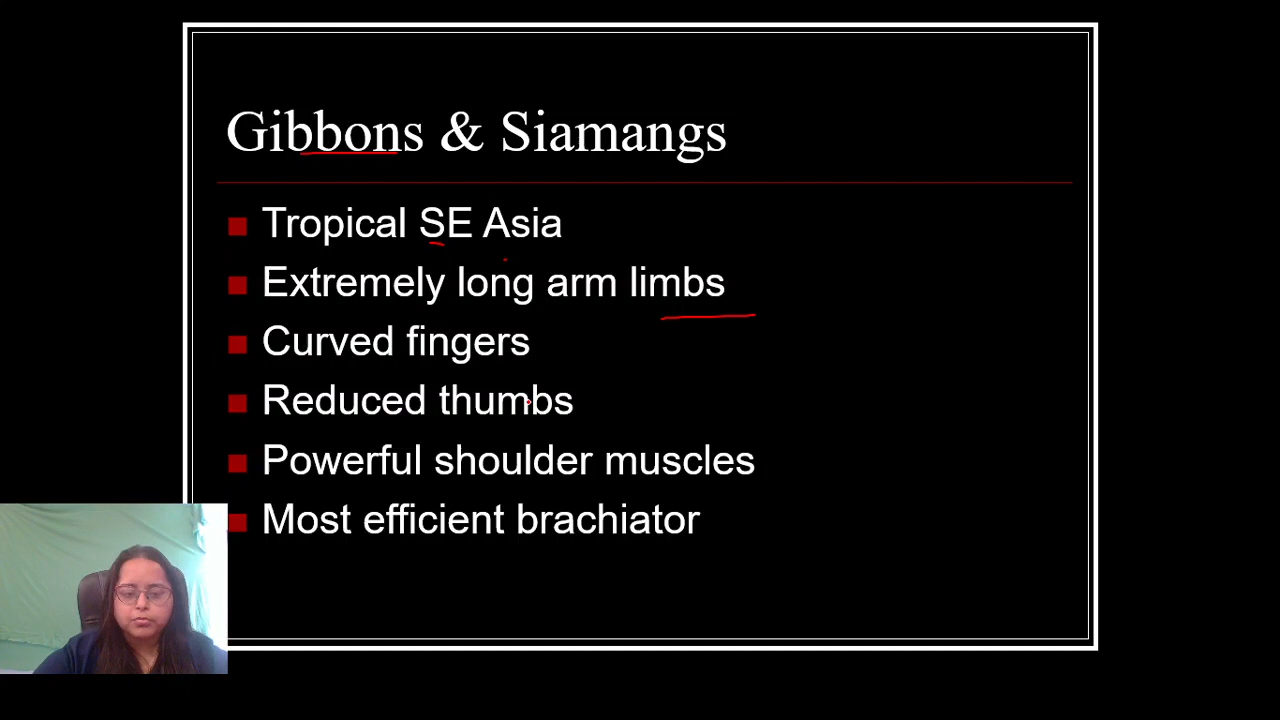 Gibbons & Siamangs
Tropical SE Asia
Extremely long arm limbs
Curved fingers
Reduced thumbs
Powerful shoulder muscles
Most efficient brachiator